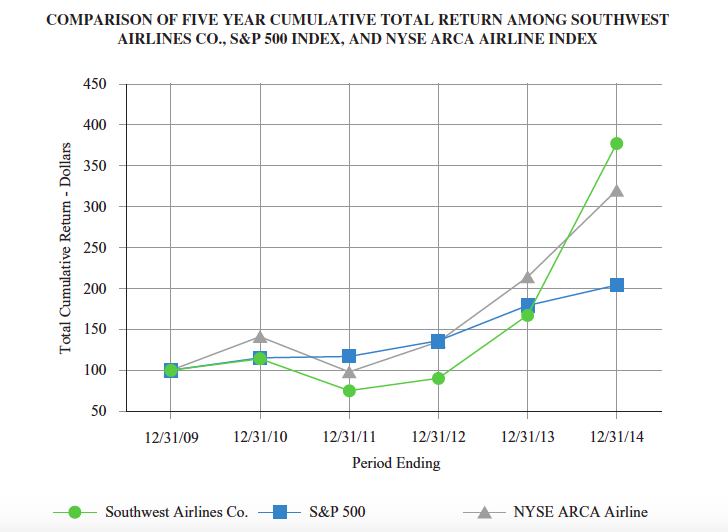 COMPARISON OF FIVE YEAR CUMULATIVE TOTAL RETURN AMONG SOUTHWEST
AIRLINES CO., S&P 500 INDEX, AND NYSE ARCA AIRLINE INDEX
Total Cumulative Return - Dollars
450
400
350
300
250
200
150
100
50
12/31/09 12/31/10 12/31/11 12/31/12 12/31/13 12/31/14
Period Ending
Southwest Airlines Co. S&P 500 NYSE ARCA Airline